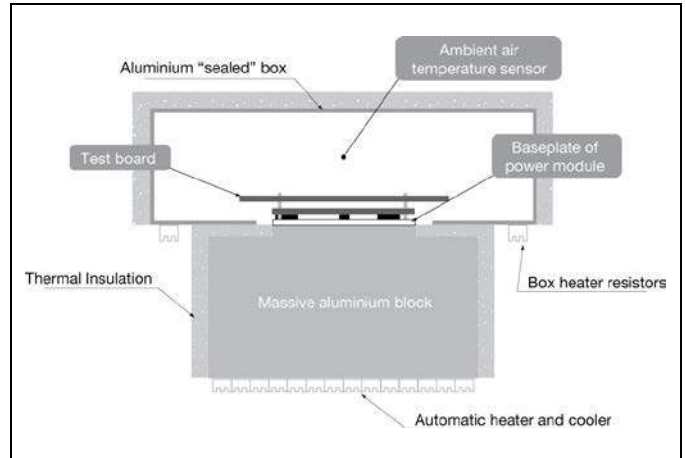 Ambient air
temperature sensor
Aluminium “sealed” box
Test board
Baseplate of
power module
Thermal Insulation
Massive aluminium block
Box heater resistors
Automatic heater and cooler